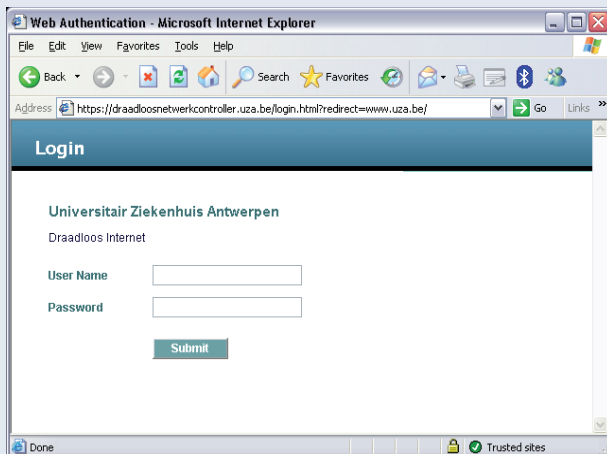 Web Authentication - Microsoft Internet Explorer
File Edit View Favorites Tools Help
Back Search Favorites
Address https://draadloosnetwerkcontroller.uza.be/login.html?redirect=www.uza.be/ Go Links »
Login
Universitair Ziekenhuis Antwerpen
Draadloos Internet
User Name
Password
Submit
Done Trusted sites